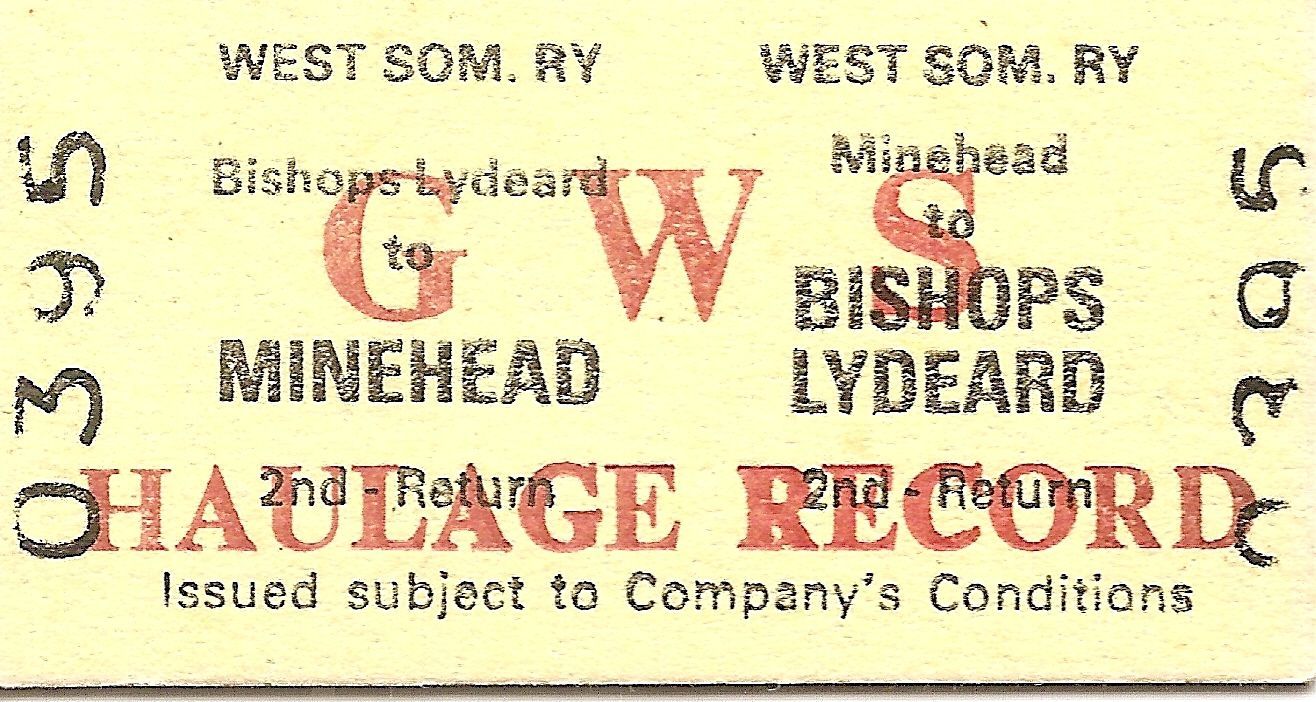 WEST SOM. RY WEST SOM. RY
Bishops Lydeard
to
MINEHEAD
Minehead
to
BISHOPS
LYDEARD
G W S
2nd - Return 2nd - Return
HAULAGE RECORD
Issued subject to Company's Conditions
0395
0395